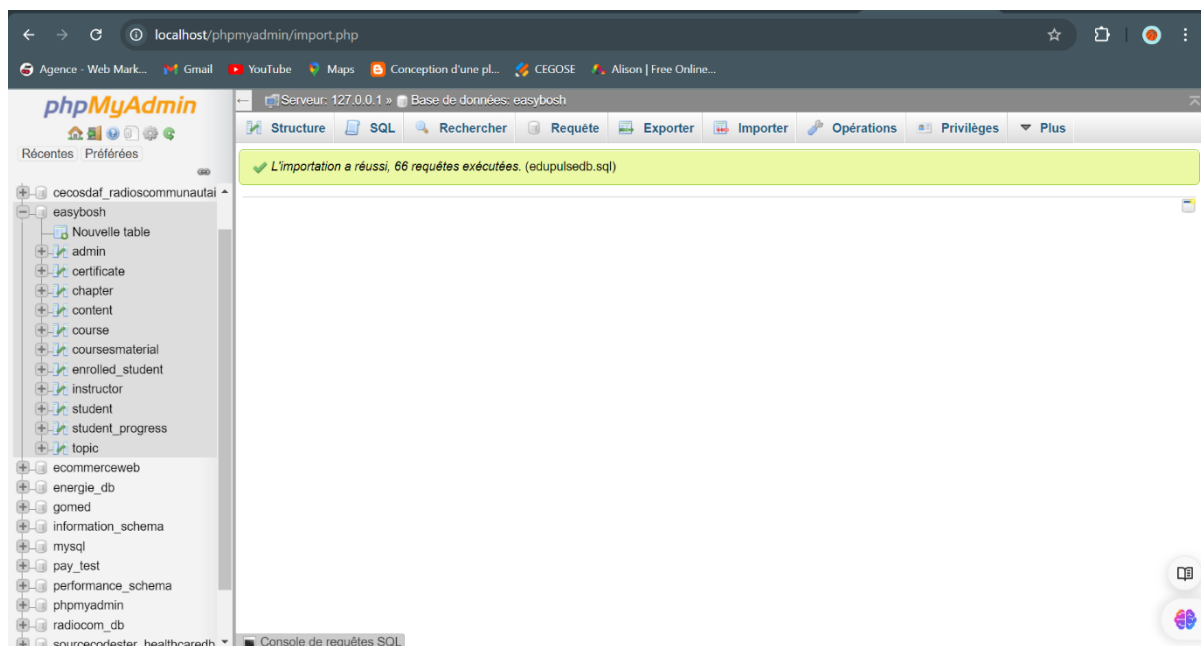 localhost/phpmyadmin/import.php
Agence - Web Mark... Gmail YouTube Maps Conception d'une pl... CEGOSE Alison | Free Online...
phpMyAdmin
Récentes Préférées
cecosdaf_radioscommunautai
easybosh
Nouvelle table
admin
certificate
chapter
content
course
coursesmaterial
enrolled_student
instructor
student
student_progress
topic
ecommerceweb
energie_db
gomed
information_schema
mysql
pay_test
performance_schema
phpmyadmin
radiocom_db
sourcecodester_healthcaredb
Serveur: 127.0.0.1 » Base de données: easybosh
Structure SQL Rechercher Requête Exporter Importer Opérations Privilèges Plus
L'importation a réussi, 66 requêtes exécutées. (edupulsedb.sql)
Console de requêtes SQL